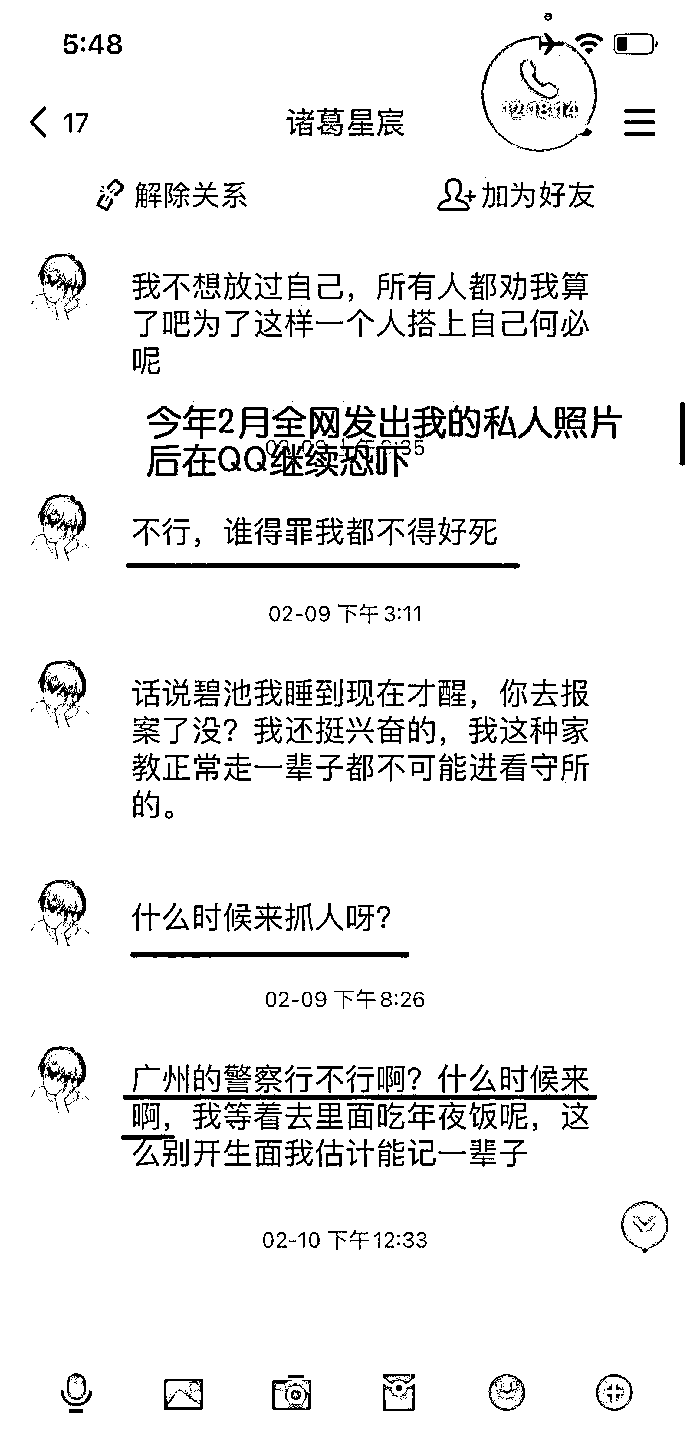 5:48
17
诸葛星宸
解除关系
加为好友
我不想放过自己，所有人都劝我算
了吧为了这样一个人搭上自己何必
呢
今年2月全网发出我的私人照片
后在QQ继续恐吓
不行，谁得罪我都不得好死
02-09 下午 3:11
话说碧池我睡到现在才醒，你去报
案了没？我还挺兴奋的，我这种家
教正常走一辈子都不可能进看守所
的。
什么时候来抓人呀？
02-09 下午 8:26
广州的警察行不行啊？什么时候来
啊，我等着去里面吃年夜饭呢，这
么别开生面我估计能记一辈子
02-10 下午 12:33